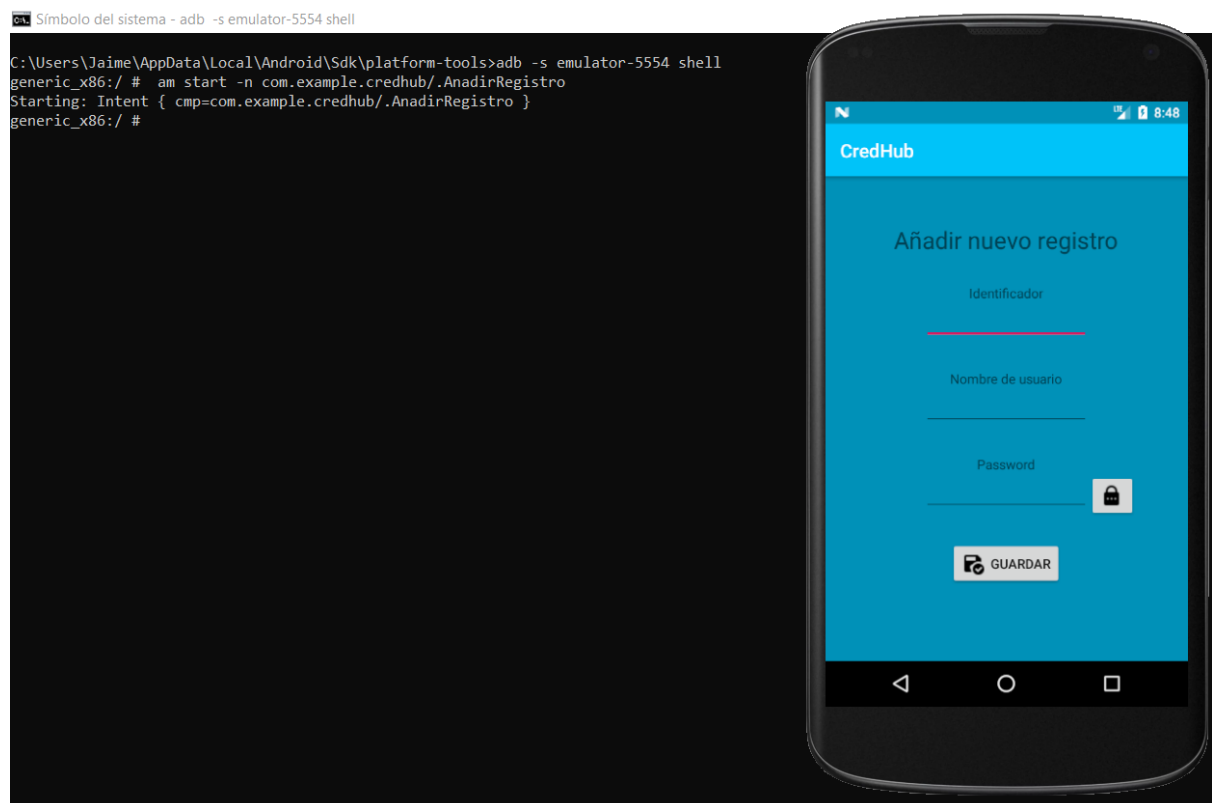 Símbolo del sistema - adb  -s emulator-5554 shell
C:\Users\Jaime\AppData\Local\Android\Sdk\platform-tools>adb -s emulator-5554 shell
generic_x86:/ #  am start -n com.example.credhub/.AnadirRegistro
Starting: Intent { cmp=com.example.credhub/.AnadirRegistro }
generic_x86:/ #
LTE 8:48
CredHub
Añadir nuevo registro
Identificador
Nombre de usuario
Password
GUARDAR